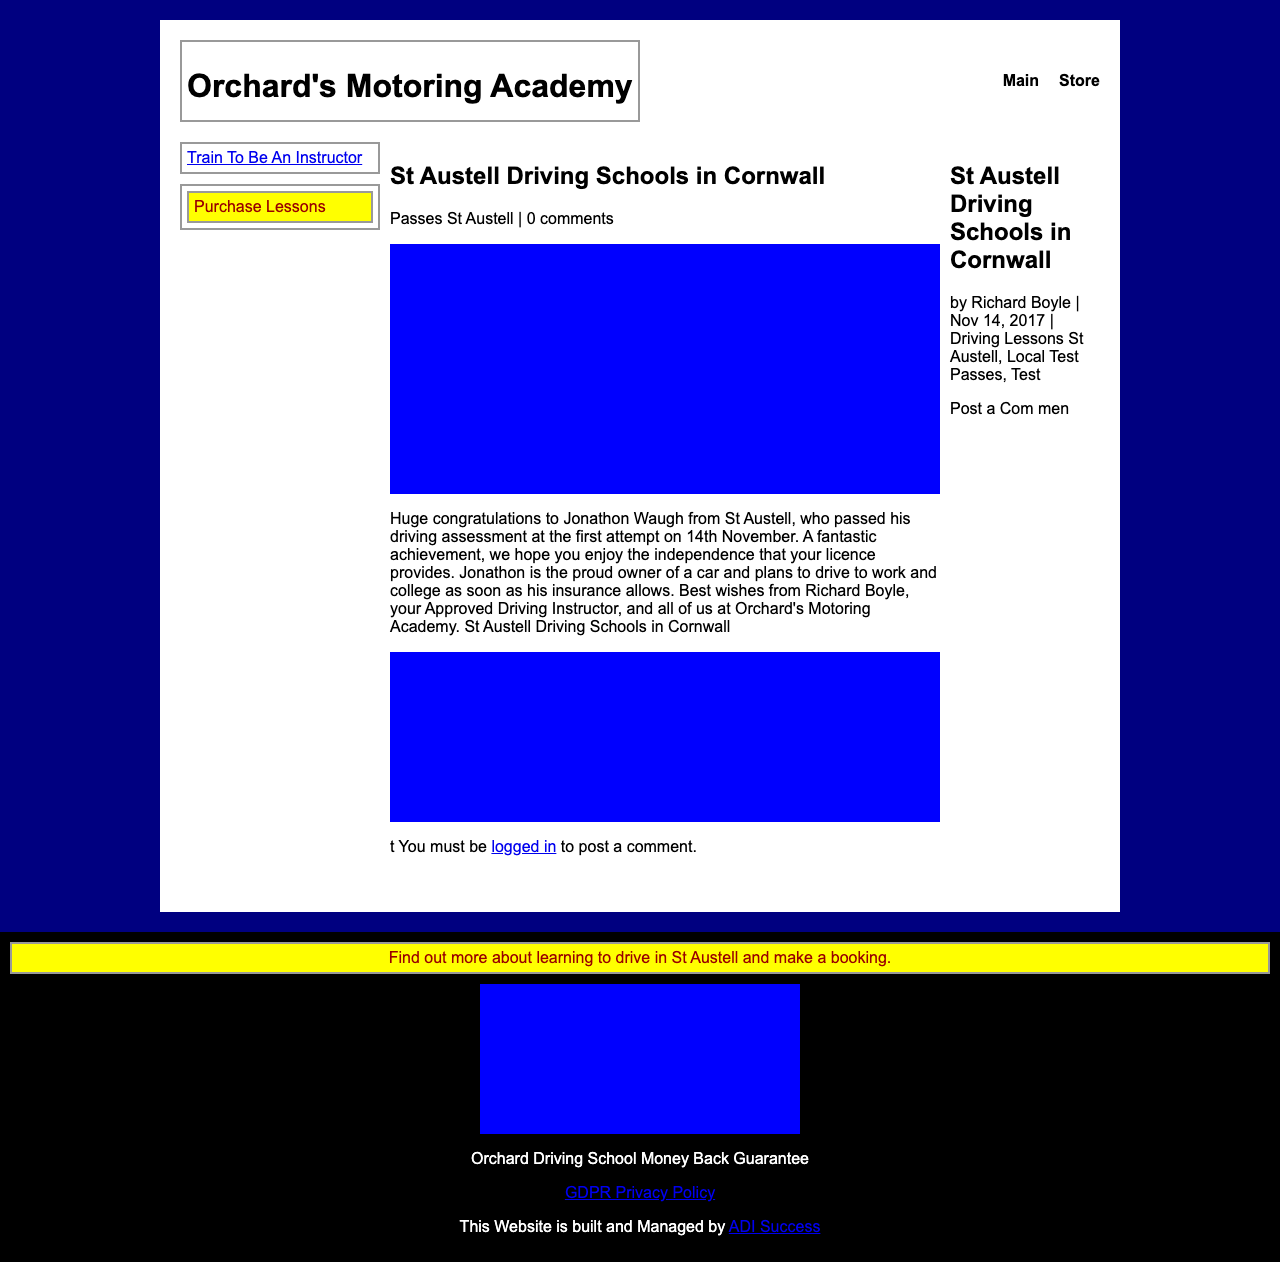 Orchard's Motoring Academy
Main Store
Train To Be An Instructor
Purchase Lessons
St Austell Driving Schools in Cornwall
Passes St Austell | 0 comments
Huge congratulations to Jonathon Waugh from St Austell, who passed his
driving assessment at the first attempt on 14th November. A fantastic
achievement, we hope you enjoy the independence that your licence
provides. Jonathon is the proud owner of a car and plans to drive to work and
college as soon as his insurance allows. Best wishes from Richard Boyle,
your Approved Driving Instructor, and all of us at Orchard's Motoring
Academy. St Austell Driving Schools in Cornwall
t You must be logged in to post a comment.
St Austell
Driving
Schools in
Cornwall
by Richard Boyle |
Nov 14, 2017 |
Driving Lessons St
Austell, Local Test
Passes, Test
Post a Com men
Find out more about learning to drive in St Austell and make a booking.
Orchard Driving School Money Back Guarantee
GDPR Privacy Policy
This Website is built and Managed by ADI Success